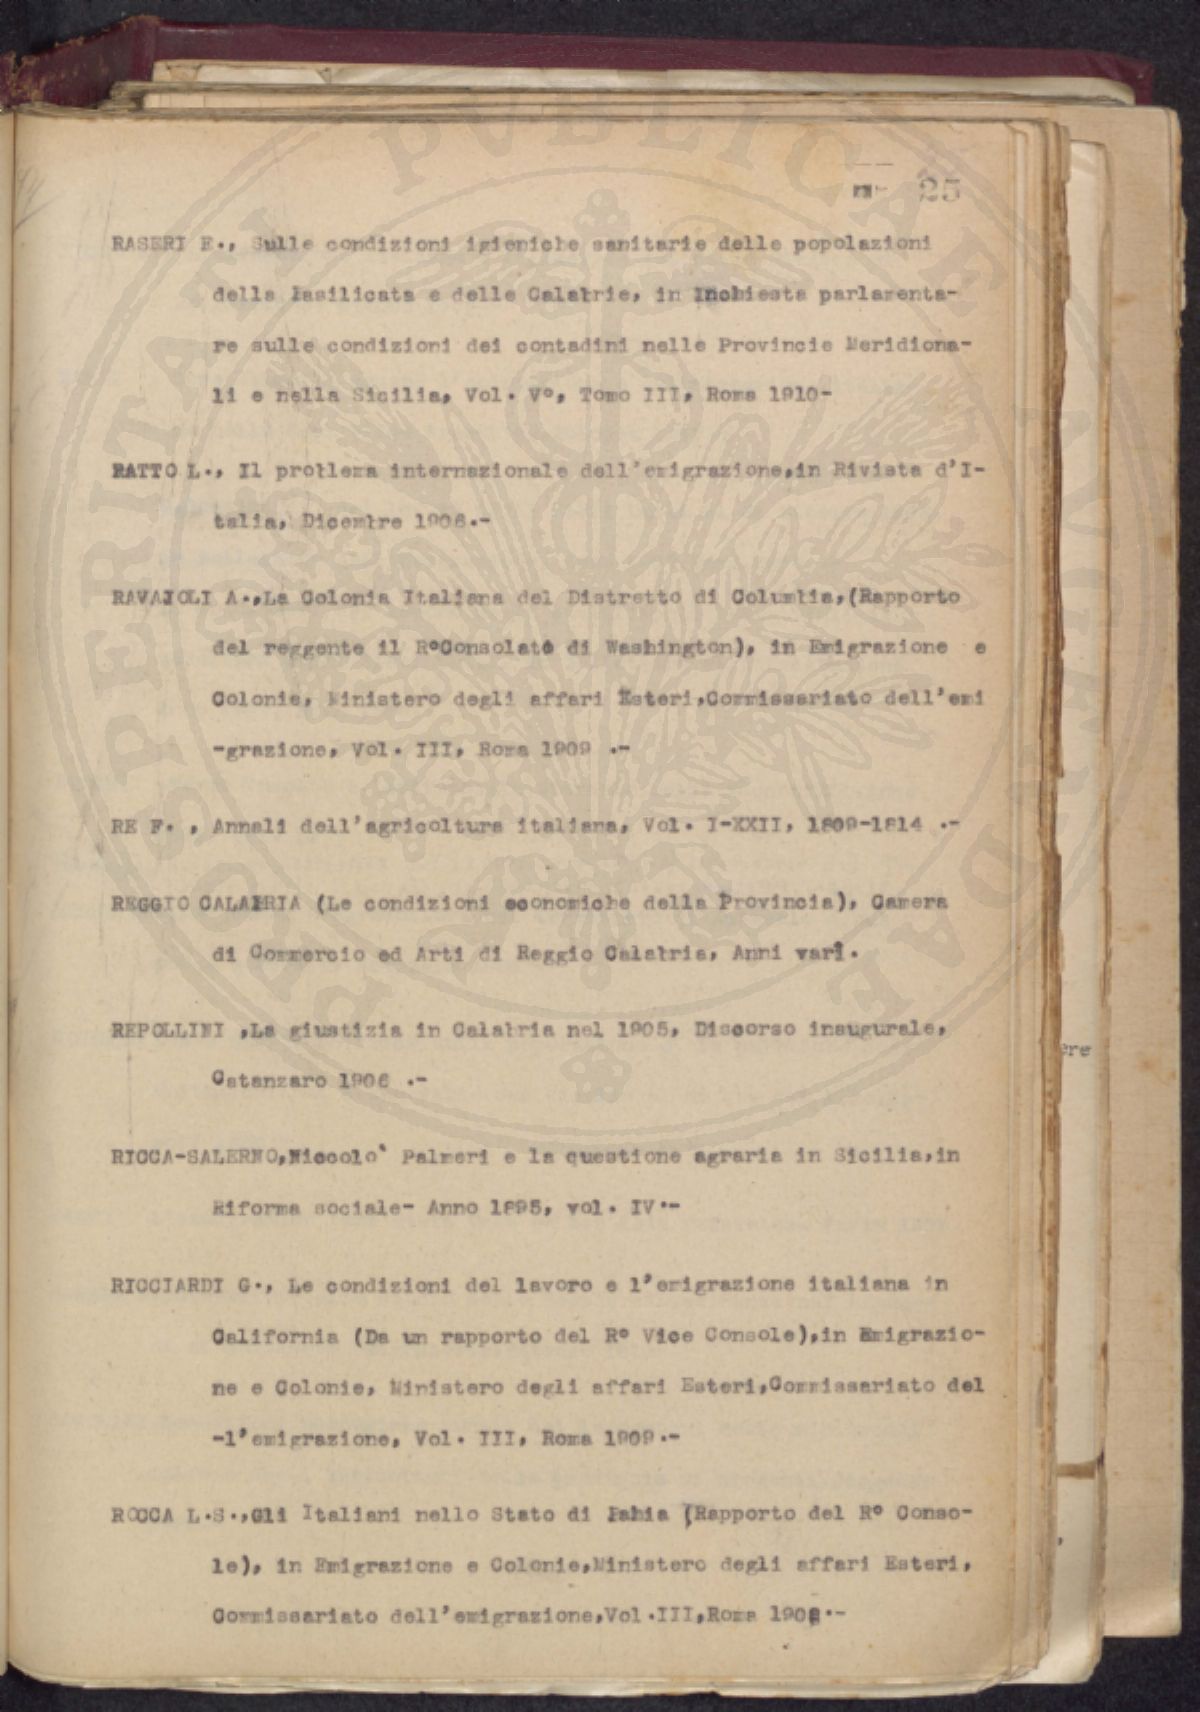 25
RASERI E., Sulle condizioni igieniche sanitarie delle popolazioni
della Basilicata e delle Calabrie, in Inchiesta parlamenta-
re sulle condizioni dei contadini nelle Provincie Meridiona-
li e nella Sicilia, Vol. V°, Tomo III, Roma 1910-
RATTO L., Il problema internazionale dell'emigrazione,in Rivista d'I-
talia, Dicembre 1906.-
RAVAIOLI A.,La Colonia Italiana del Distretto di Columbia,(Rapporto
del reggente il R°Consolato di Washington), in Emigrazione e
Colonie, Ministero degli affari Esteri,Commissariato dell'emi
-grazione, Vol. III, Roma 1909 .-
RE F. , Annali dell'agricoltura italiana, Vol. I-XXII, 1809-1814 .-
REGGIO CALABRIA (Le condizioni economiche della Provincia), Camera
di Commercio ed Arti di Reggio Calabria, Anni vari.
REPOLLINI ,La giustizia in Calabria nel 1905, Discorso inaugurale,
Catanzaro 1906 .-
RICCA-SALERNO,Niccolo` Palmeri e la questione agraria in Sicilia,in
Riforma sociale- Anno 1895, vol. IV.-
RICCIARDI G., Le condizioni del lavoro e l'emigrazione italiana in
California (Da un rapporto del R° Vice Console),in Emigrazio-
ne e Colonie, Ministero degli affari Esteri,Commissariato del
-l'emigrazione, Vol. III, Roma 1909.-
ROCCA L.S.,Gli Italiani nello Stato di Bahia (Rapporto del R° Conso-
le), in Emigrazione e Colonie,Ministero degli affari Esteri,
Commissariato dell'emigrazione,Vol.III,Roma 1908.-
ere
PROSPERITATI PVBLICAE AVGENDAE